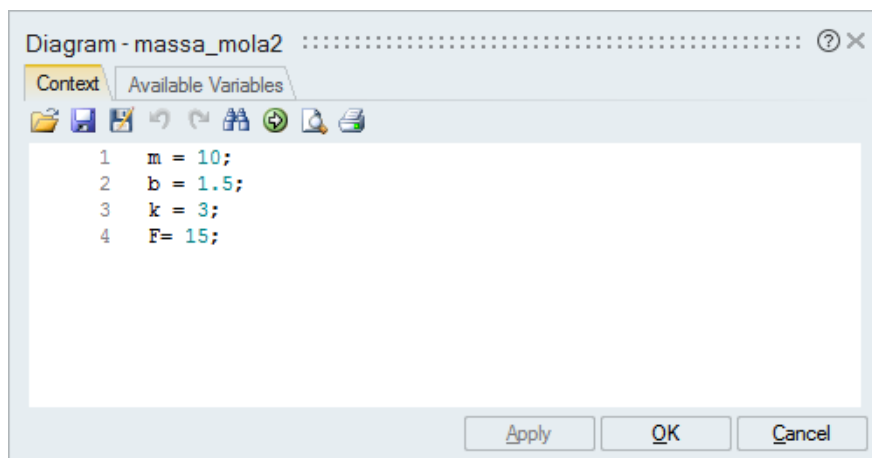 Diagram - massa_mola2
Context Available Variables
1 m = 10;
2 b = 1.5;
3 k = 3;
4 F= 15;
Apply OK Cancel